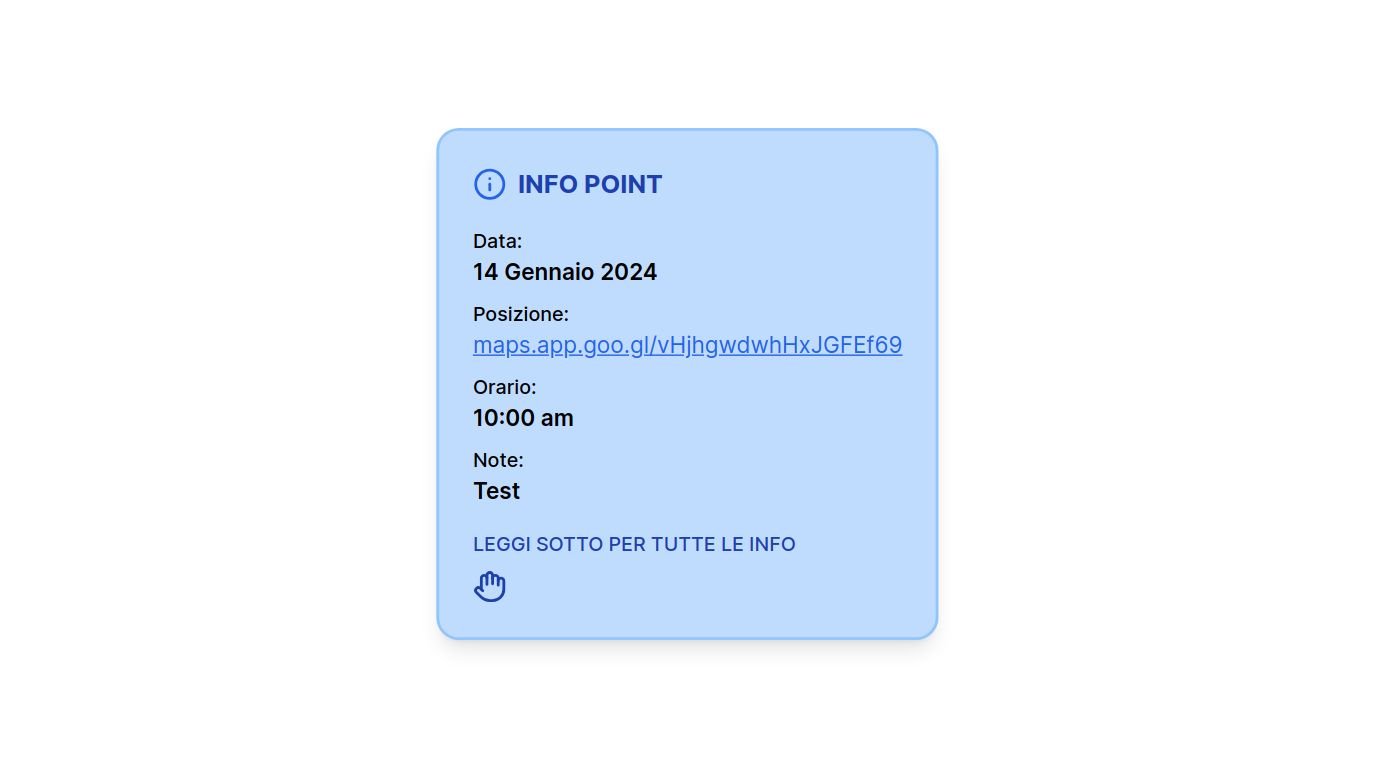 INFO POINT
Data:
14 Gennaio 2024
Posizione:
maps.app.goo.gl/vHjhgwdwhHxJGFEf69
Orario:
10:00 am
Note:
Test
LEGGI SOTTO PER TUTTE LE INFO